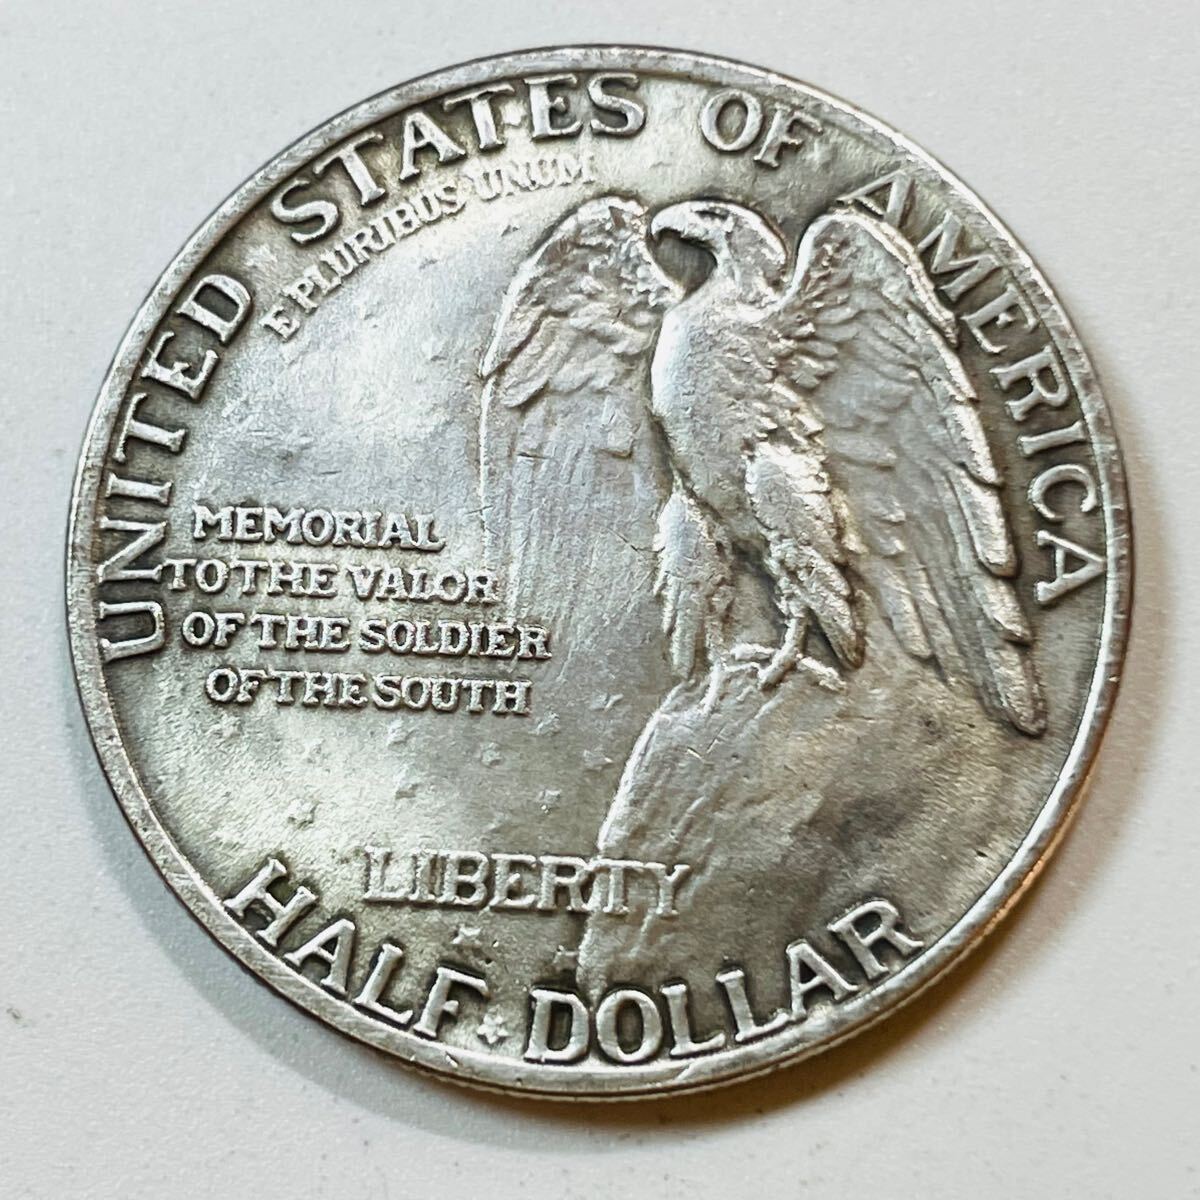 UNITED STATES OF AMERICA
E PLURIBUS UNUM
MEMORIAL
TO THE VALOR
OF THE SOLDIER
OF THE SOUTH
LIBERTY
HALF DOLLAR